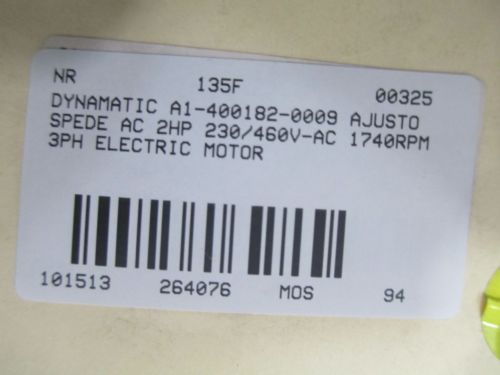 NR 135F 00325
DYNAMATIC A1-400182-0009 AJUSTO
SPEDE AC 2HP 230/460V-AC 1740RPM
3PH ELECTRIC MOTOR
101513 264076 MOS 94